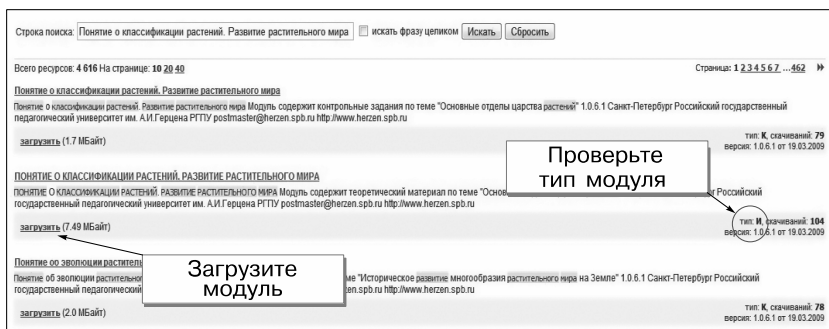 Строка поиска: Понятие о классификации растений. Развитие растительного мира искать фразу целиком Искать Сбросить
Всего ресурсов: 4 616 На странице: 10 20 40 Страница: 1 2 3 4 5 6 7 ...462
Понятие о классификации растений. Развитие растительного мира
Понятие о классификации растений. Развитие растительного мира Модуль содержит контрольные задания по теме "Основные отделы царства растений" 1.0.6.1 Санкт-Петербург Российский государственный
педагогический университет им. А.И.Герцена РГПУ postmaster@herzen.spb.ru http://www.herzen.spb.ru
загрузить (1.7 МБайт) тип: К, скачиваний: 79
версия: 1.0.6.1 от 19.03.2009
Проверьте
тип модуля
ПОНЯТИЕ О КЛАССИФИКАЦИИ РАСТЕНИЙ. РАЗВИТИЕ РАСТИТЕЛЬНОГО МИРА
ПОНЯТИЕ О КЛАССИФИКАЦИИ РАСТЕНИЙ. РАЗВИТИЕ РАСТИТЕЛЬНОГО МИРА Модуль содержит теоретический материал по теме "Основ рг Российский
государственный педагогический университет им. А.И.Герцена РГПУ postmaster@herzen.spb.ru http://www.herzen.spb.ru
загрузить (7.49 МБайт) тип: И, скачиваний: 104
версия: 1.0.6.1 от 19.03.2009
Загрузите
модуль
Понятие об эволюции растител
Понятие об эволюции растительно ме "Историческое развитие многообразия растительного мира на Земле" 1.0.6.1 Санкт-Петербург Российский
государственный педагогический zen.spb.ru http://www.herzen.spb.ru
загрузить (2.0 МБайт) тип: К, скачиваний: 78
версия: 1.0.6.1 от 19.03.2009